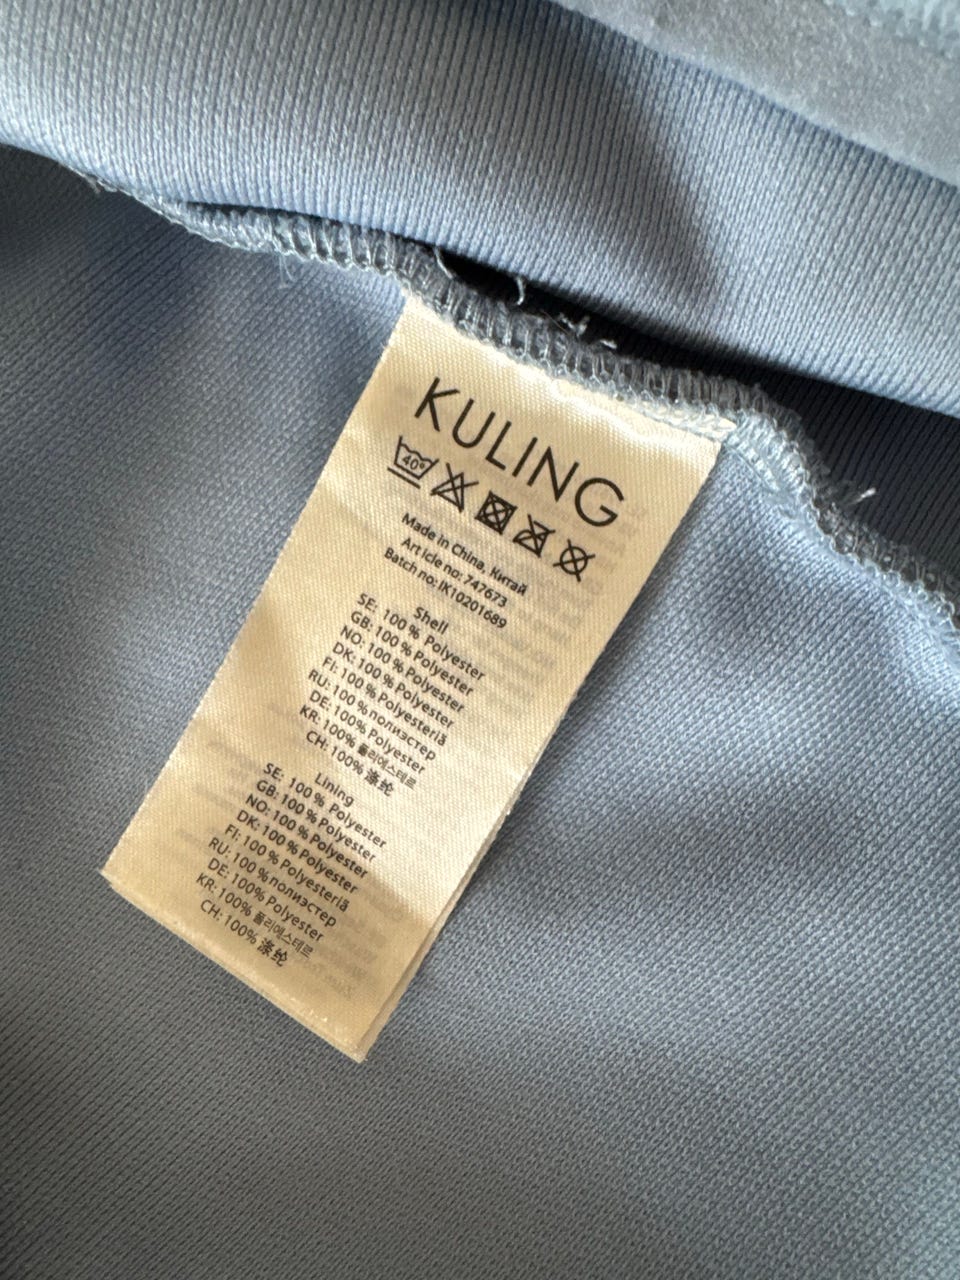 KULING
40°
Made in China, Китай
Article no: 747673
Batch no: IK10201689
Shell
SE: 100 % Polyester
GB: 100 % Polyester
NO: 100 % Polyester
DK: 100 % Polyester
FI: 100 % Polyesteriä
RU: 100 % полиэстер
DE: 100% Polyester
KR: 100% 폴리에스테르
CH: 100% 涤纶
Lining
SE: 100 % Polyester
GB: 100 % Polyester
NO: 100 % Polyester
DK: 100 % Polyester
FI: 100 % Polyesteriä
RU: 100 % полиэстер
DE: 100% Polyester
KR: 100% 폴리에스테르
CH: 100% 涤纶